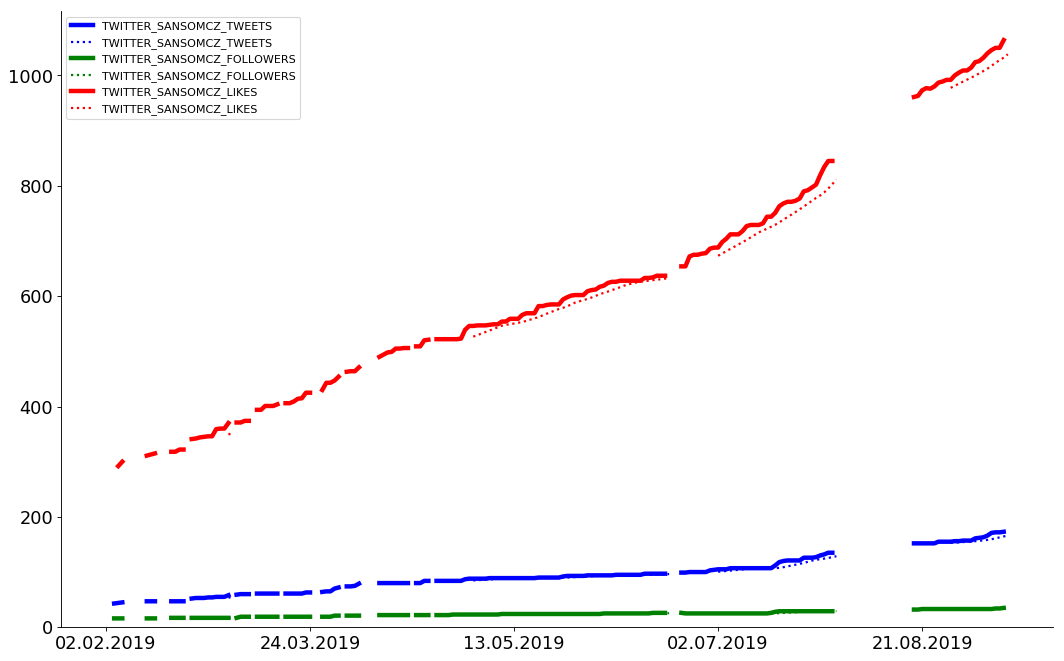 TWITTER_SANSOMCZ_TWEETS
TWITTER_SANSOMCZ_TWEETS
TWITTER_SANSOMCZ_FOLLOWERS
TWITTER_SANSOMCZ_FOLLOWERS
TWITTER_SANSOMCZ_LIKES
TWITTER_SANSOMCZ_LIKES
1000
800
600
400
200
0
02.02.2019 24.03.2019 13.05.2019 02.07.2019 21.08.2019